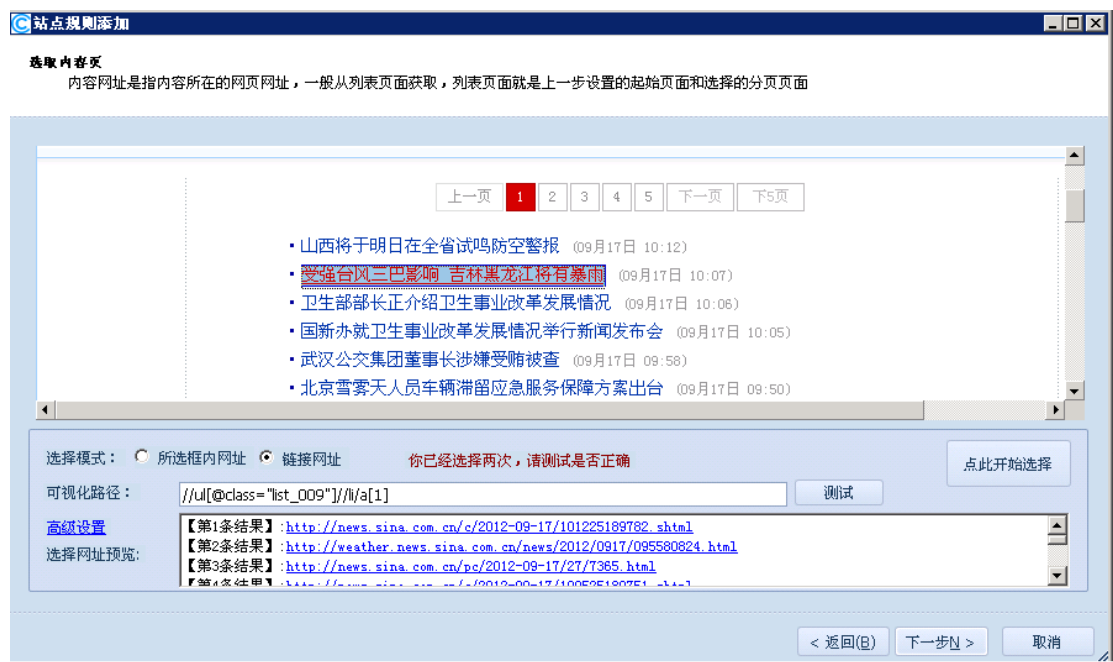 站点规则添加
选取内容页
内容网址是指内容所在的网页网址，一般从列表页面获取，列表页面就是上一步设置的起始页面和选择的分页页面
上一页 1 2 3 4 5 下一页 下5页
山西将于明日在全省试鸣防空警报 (09月17日 10:12)
受强台风三巴影响 吉林黑龙江将有暴雨 (09月17日 10:07)
卫生部部长正介绍卫生事业改革发展情况 (09月17日 10:06)
国新办就卫生事业改革发展情况举行新闻发布会 (09月17日 10:05)
武汉公交集团董事长涉嫌受贿被查 (09月17日 09:58)
北京雪雾天人员车辆滞留应急服务保障方案出台 (09月17日 09:50)
选择模式： 所选框内网址 链接网址 你已经选择两次，请测试是否正确 点此开始选择
可视化路径： //ul[@class="list_009"]//li/a[1] 测试
高级设置
选择网址预览:
【第1条结果】:http://news.sina.com.cn/c/2012-09-17/101225189782.shtml
【第2条结果】:http://weather.news.sina.com.cn/news/2012/0917/095580824.html
【第3条结果】:http://news.sina.com.cn/pc/2012-09-17/27/7365.html
【第4条结果】:http://news.sina.com.cn/c/2012-09-17/100525189751.shtml
< 返回(B) 下一步N > 取消